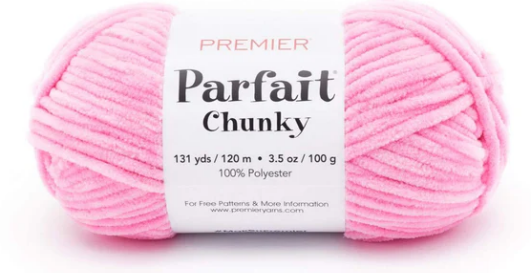 PREMIER®
Parfait®
Chunky
131 yds / 120 m • 3.5 oz / 100 g
100% Polyester
For Free Patterns & More Information
www.premieryarns.com